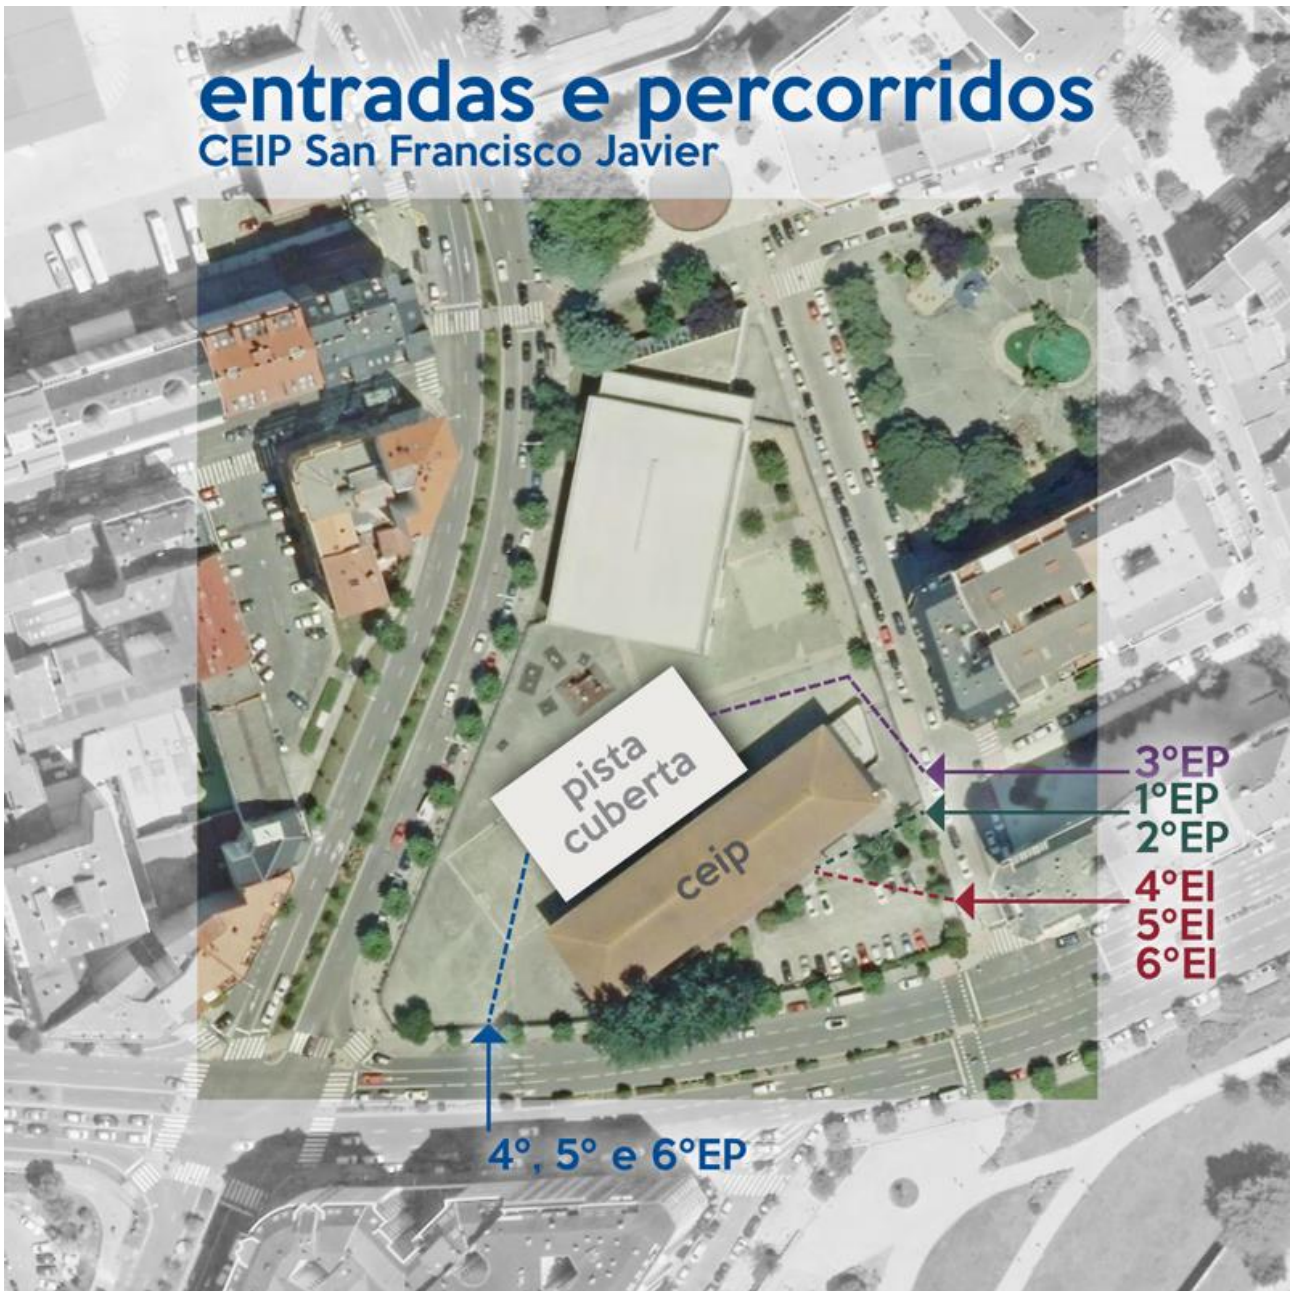 entradas e percorridos
CEIP San Francisco Javier
pista
cuberta
ceip
3ºEP
1ºEP
2ºEP
4ºEI
5ºEI
6ºEI
4º, 5º e 6ºEP